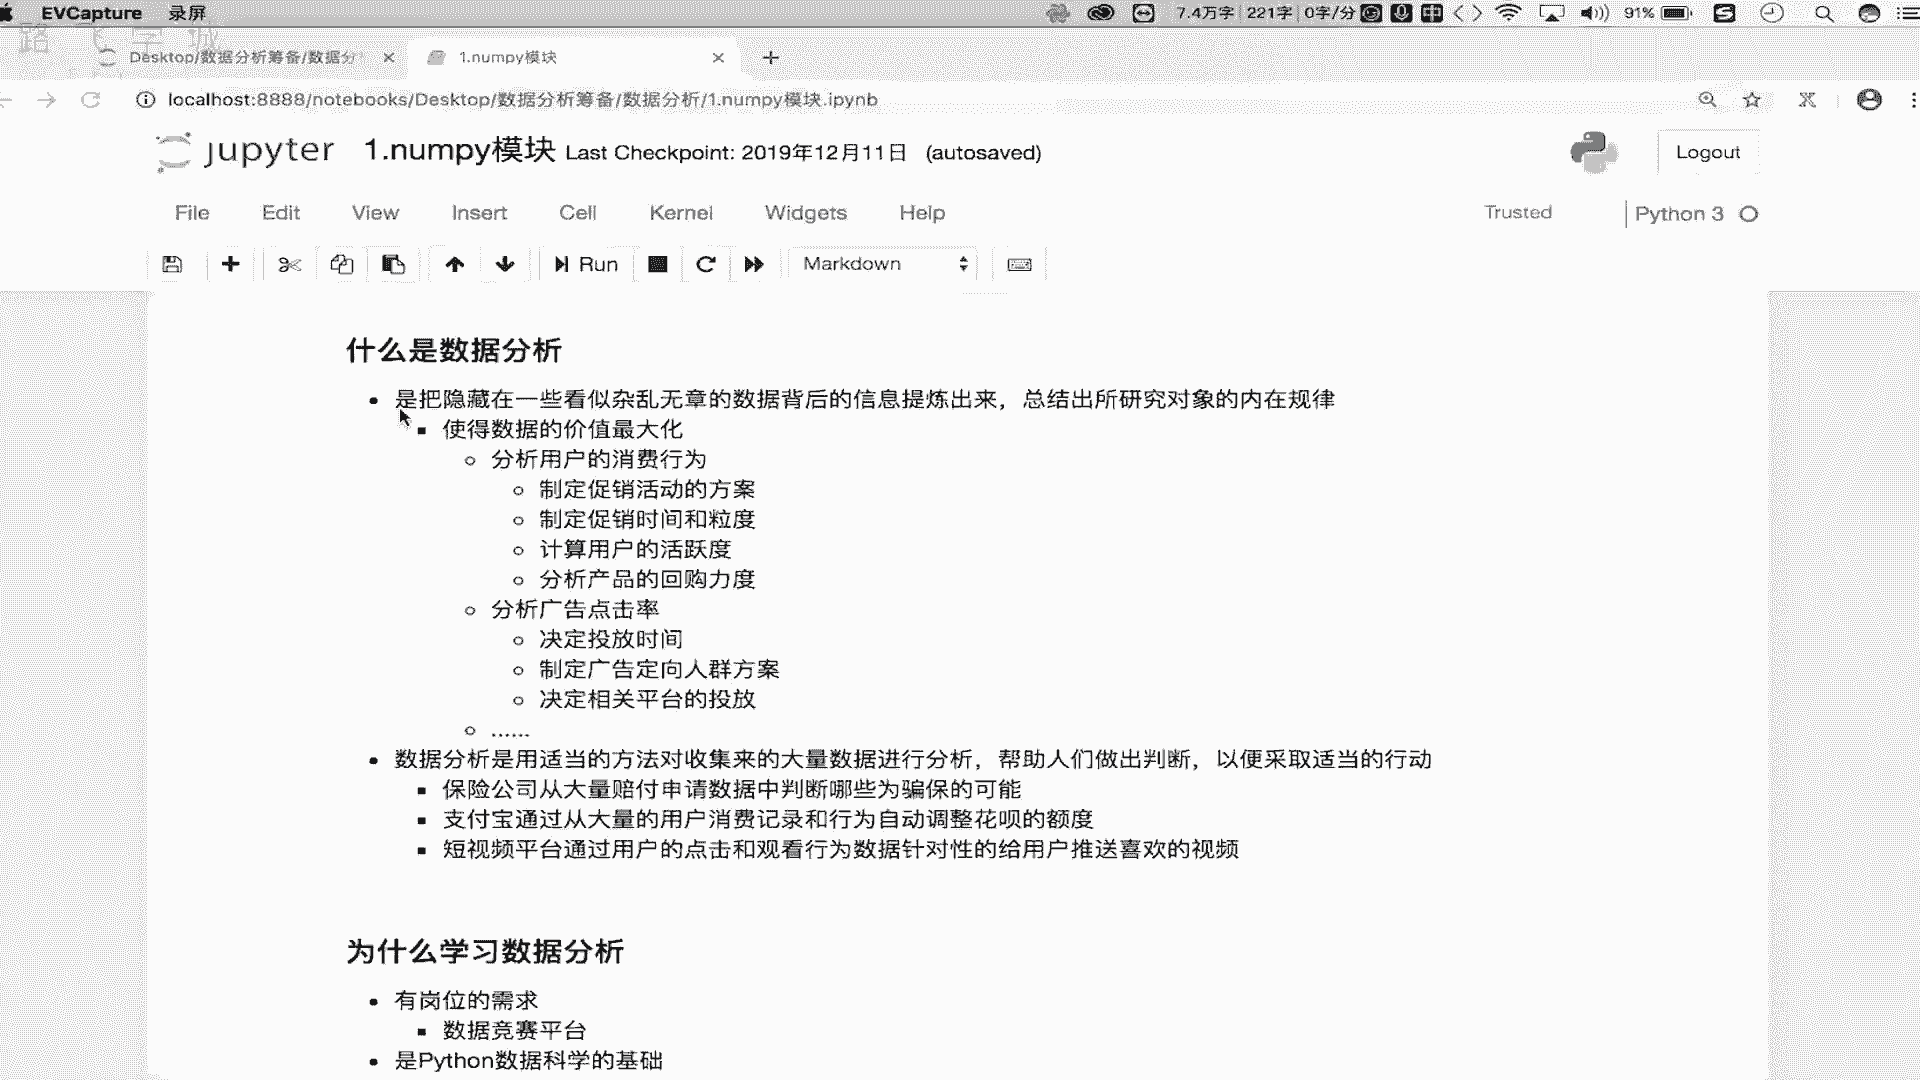 EVCapture 录屏 7.4万字 221字 0字/分 中 91%
路飞学城
Desktop/数据分析筹备/数据分 1.numpy模块
localhost:8888/notebooks/Desktop/数据分析筹备/数据分析/1.numpy模块.ipynb
jupyter 1.numpy模块 Last Checkpoint: 2019年12月11日 (autosaved) Logout
File Edit View Insert Cell Kernel Widgets Help Trusted Python 3
Run Markdown
什么是数据分析
是把隐藏在一些看似杂乱无章的数据背后的信息提炼出来，总结出所研究对象的内在规律
使得数据的价值最大化
分析用户的消费行为
制定促销活动的方案
制定促销时间和粒度
计算用户的活跃度
分析产品的回购力度
分析广告点击率
决定投放时间
制定广告定向人群方案
决定相关平台的投放
......
数据分析是用适当的方法对收集来的大量数据进行分析，帮助人们做出判断，以便采取适当的行动
保险公司从大量赔付申请数据中判断哪些为骗保的可能
支付宝通过从大量的用户消费记录和行为自动调整花呗的额度
短视频平台通过用户的点击和观看行为数据针对性的给用户推送喜欢的视频
为什么学习数据分析
有岗位的需求
数据竞赛平台
是Python数据科学的基础